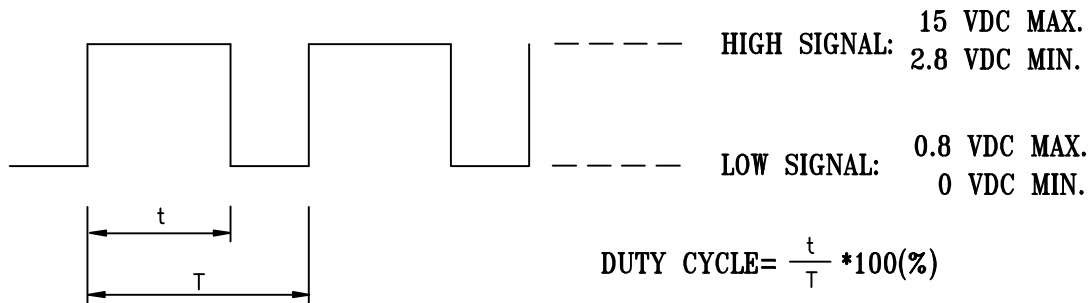 15 VDC MAX.
HIGH SIGNAL: 2.8 VDC MIN.
0.8 VDC MAX.
LOW SIGNAL: 0 VDC MIN.
t
T
DUTY CYCLE= t/T *100(%)